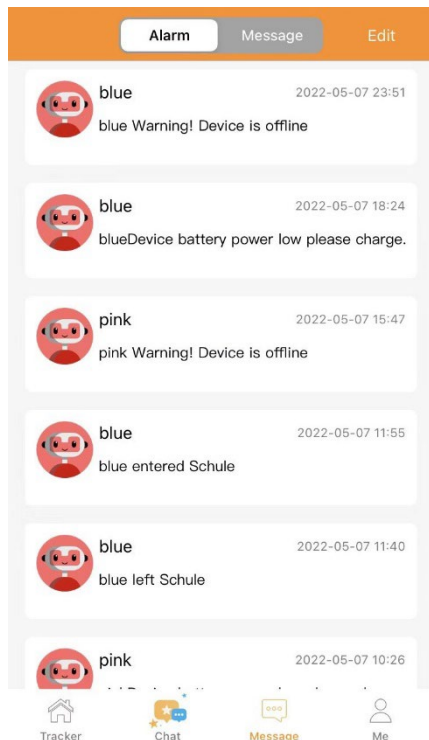 Alarm Message Edit
blue 2022-05-07 23:51
blue Warning! Device is offline
blue 2022-05-07 18:24
blueDevice battery power low please charge.
pink 2022-05-07 15:47
pink Warning! Device is offline
blue 2022-05-07 11:55
blue entered Schule
blue 2022-05-07 11:40
blue left Schule
pink 2022-05-07 10:26
Tracker Chat Message Me